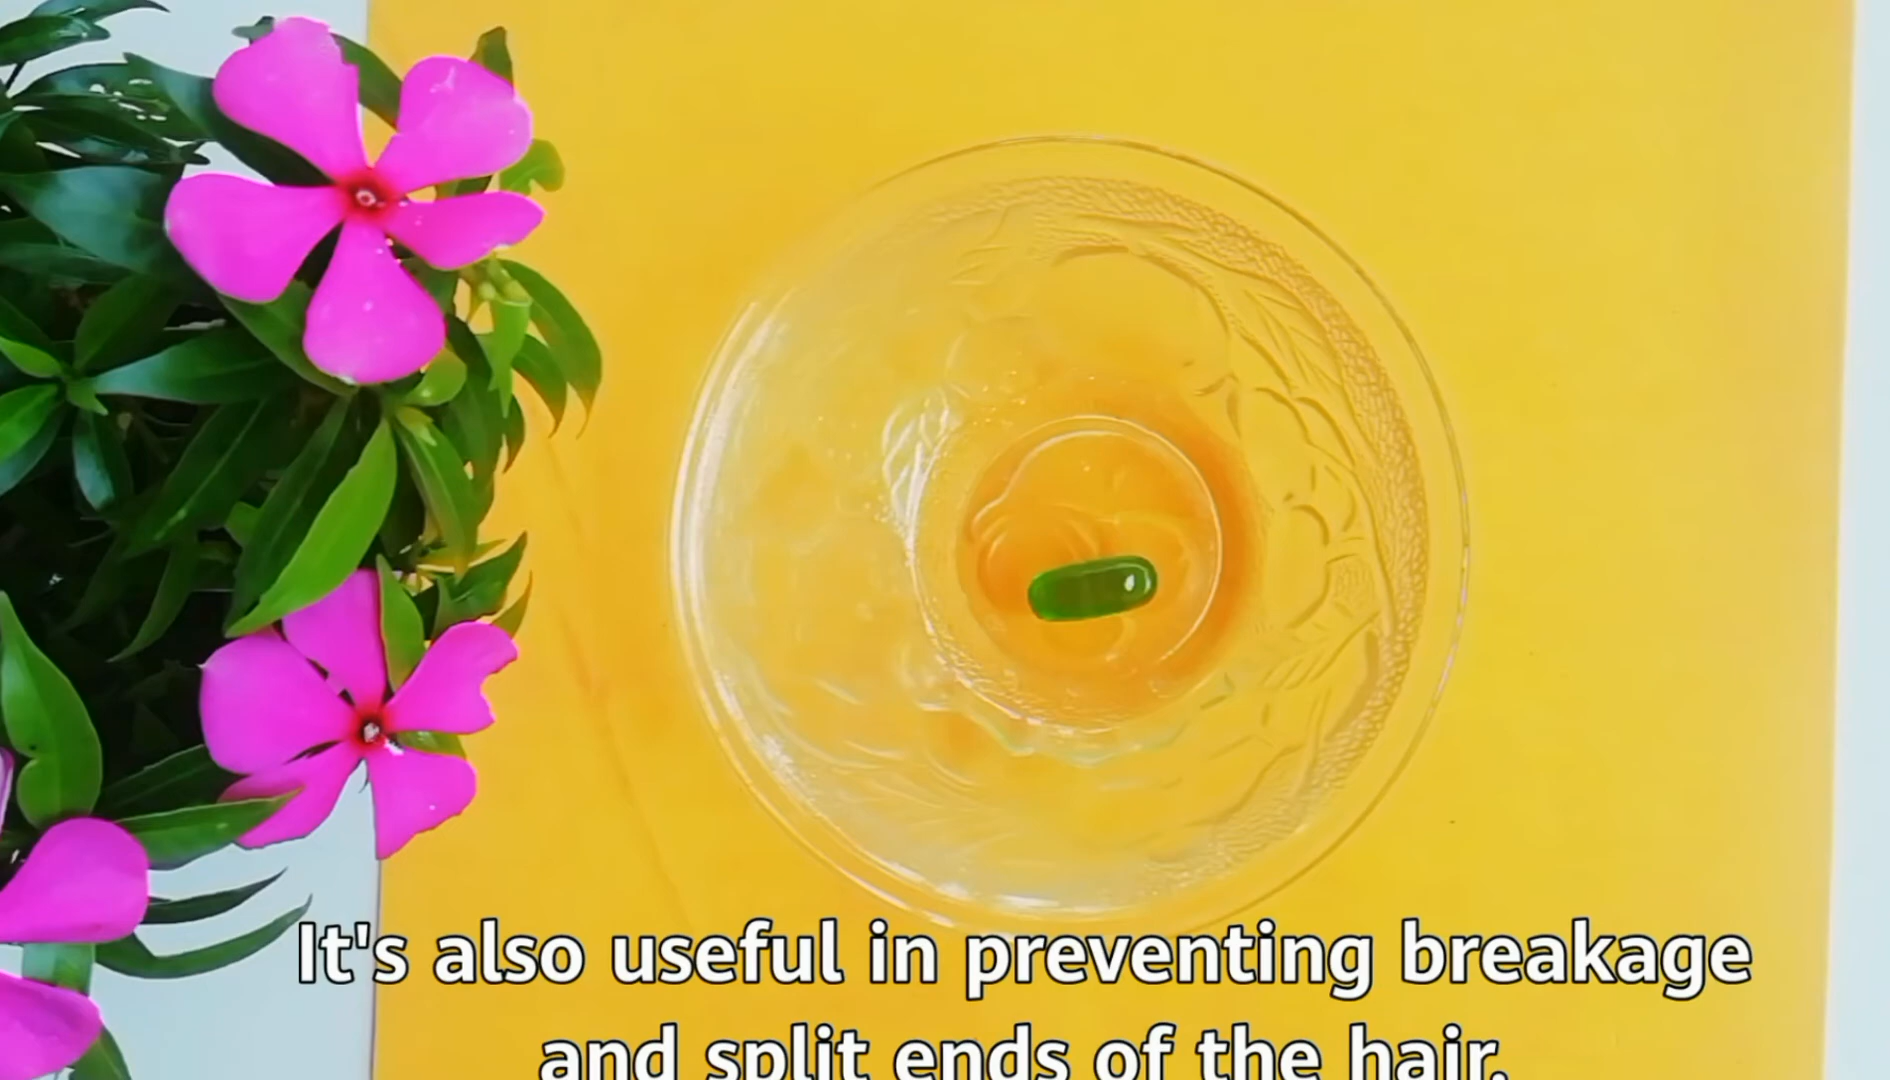 It's also useful in preventing breakage
and split ends of the hair.